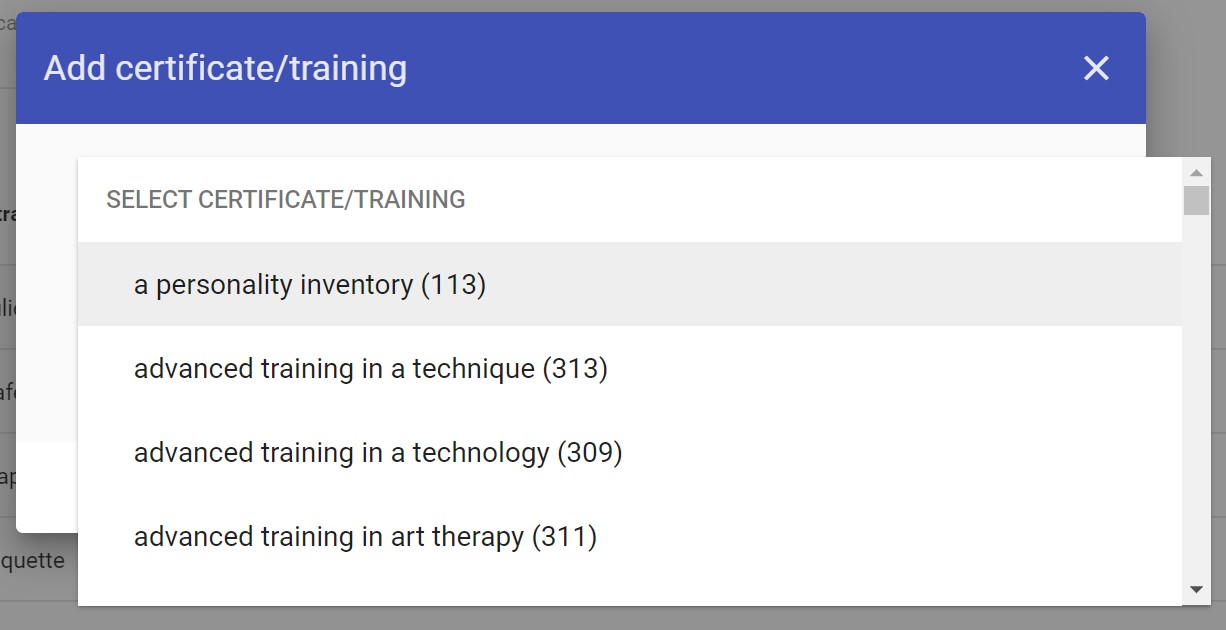 Add certificate/training
SELECT CERTIFICATE/TRAINING
a personality inventory (113)
advanced training in a technique (313)
advanced training in a technology (309)
advanced training in art therapy (311)
quette